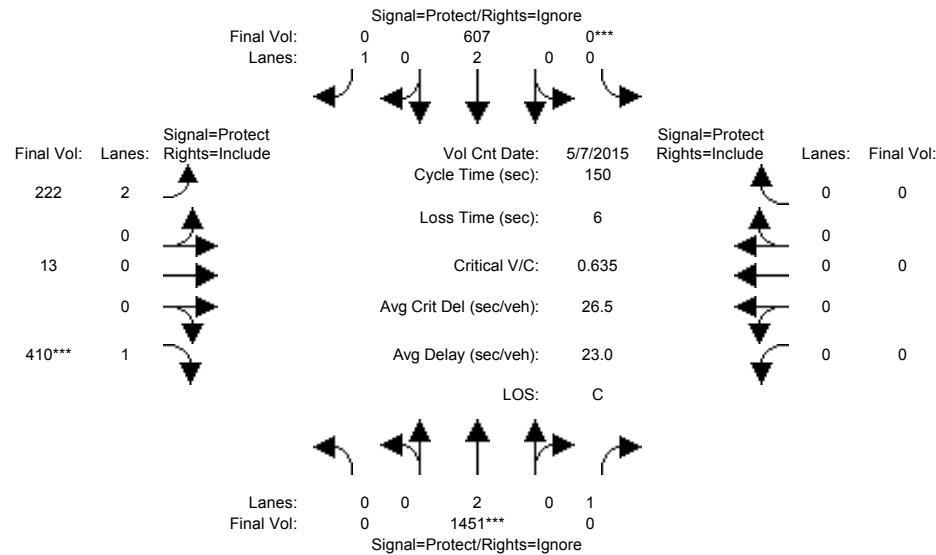 Signal=Protect/Rights=Ignore
Final Vol: 0 607 0***
Lanes: 1 0 2 0 0
Signal=Protect Signal=Protect
Final Vol: Lanes: Rights=Include Vol Cnt Date: 5/7/2015 Rights=Include Lanes: Final Vol:
Cycle Time (sec): 150
222 2 0 0
Loss Time (sec): 6
0 0
13 0 Critical V/C: 0.635 0 0
0 Avg Crit Del (sec/veh): 26.5 0
410*** 1 Avg Delay (sec/veh): 23.0 0 0
LOS: C
Lanes: 0 0 2 0 1
Final Vol: 0 1451*** 0
Signal=Protect/Rights=Ignore